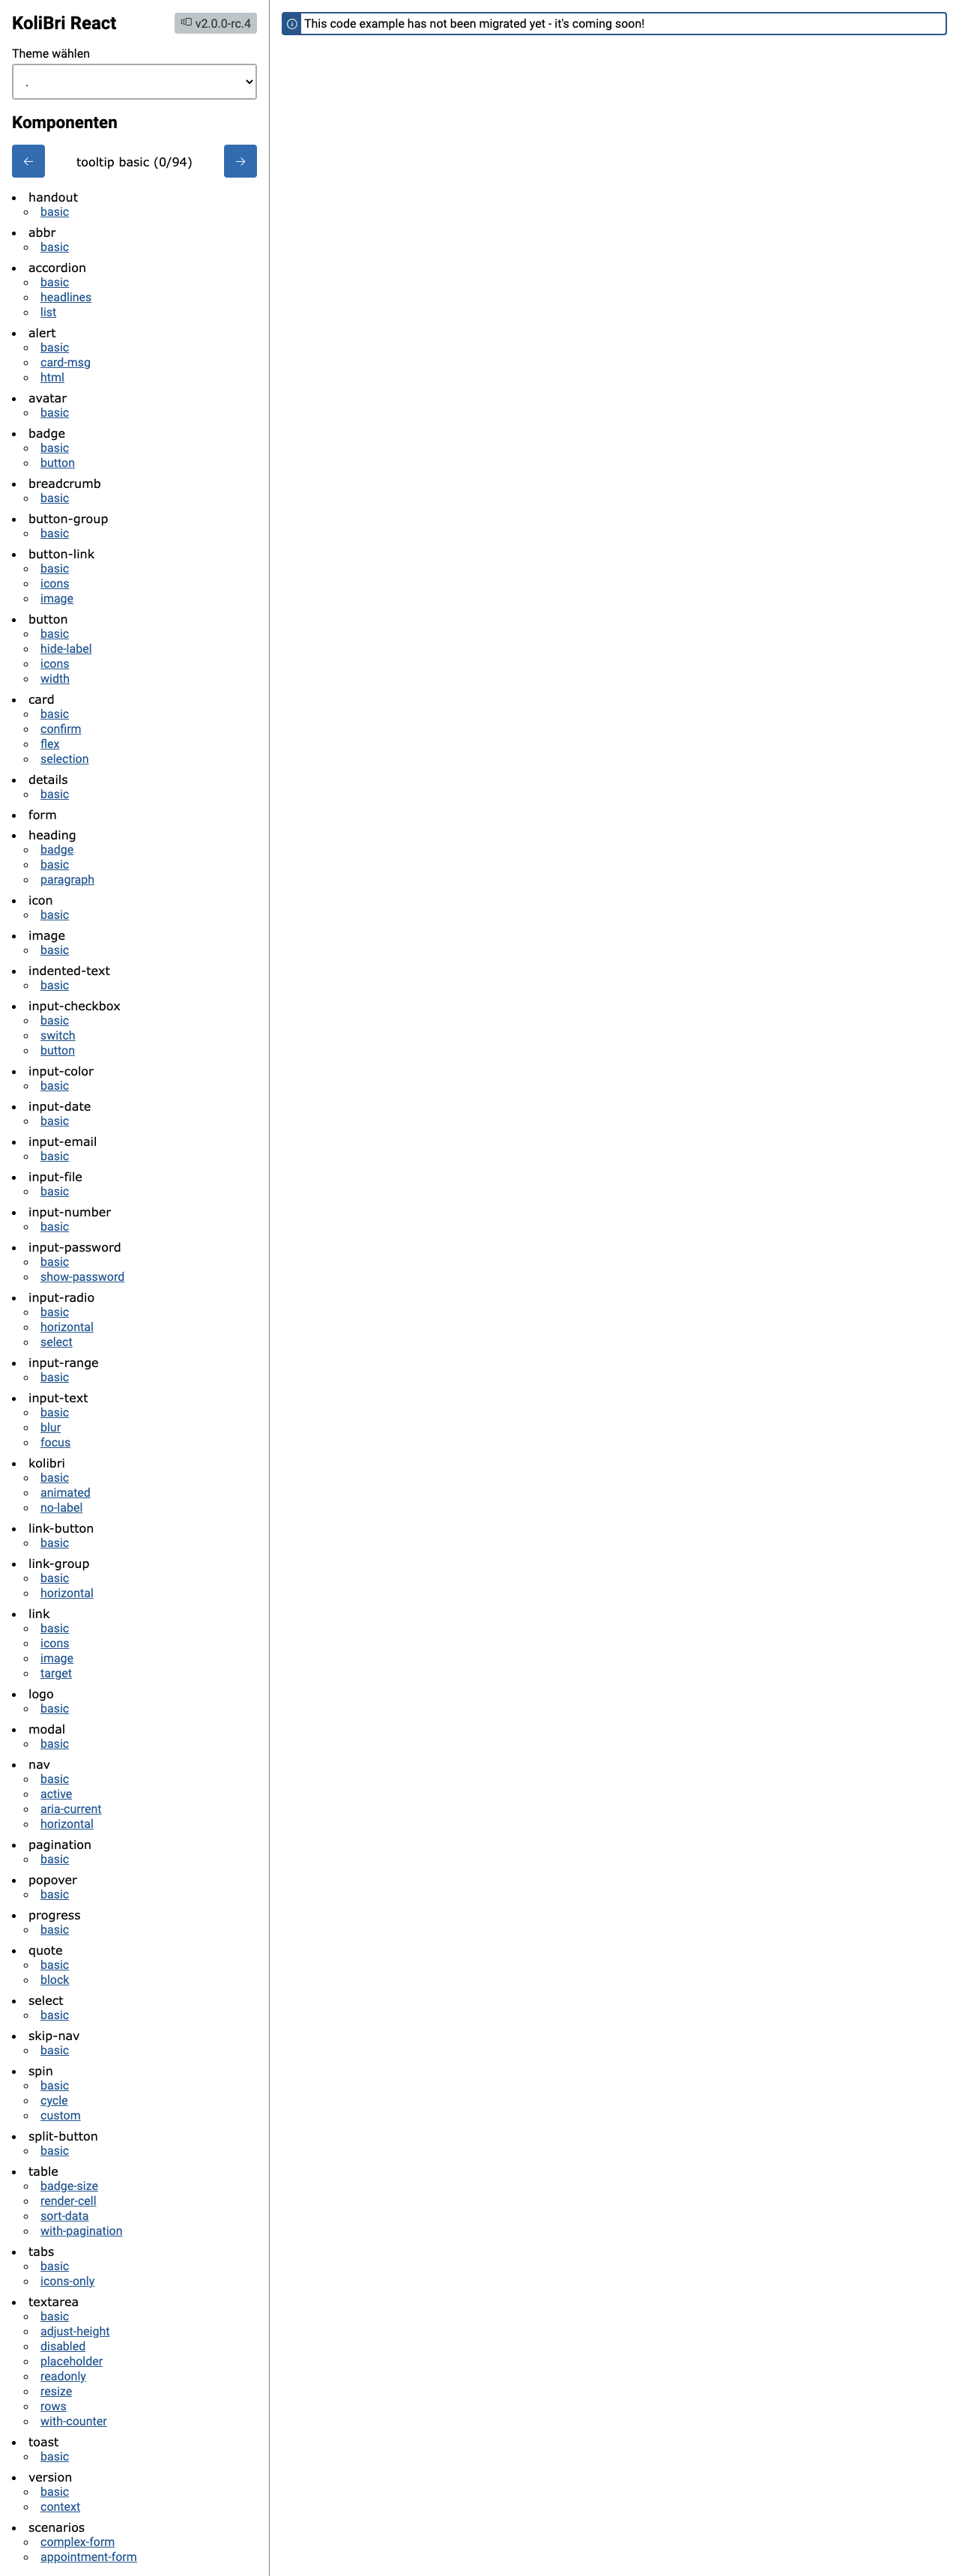 KoliBri React
v2.0.0-rc.4
Theme wählen
.
Komponenten
tooltip basic (0/94)
handout
basic
abbr
basic
accordion
basic
headlines
list
alert
basic
card-msg
html
avatar
basic
badge
basic
button
breadcrumb
basic
button-group
basic
button-link
basic
icons
image
button
basic
hide-label
icons
width
card
basic
confirm
flex
selection
details
basic
form
heading
badge
basic
paragraph
icon
basic
image
basic
indented-text
basic
input-checkbox
basic
switch
button
input-color
basic
input-date
basic
input-email
basic
input-file
basic
input-number
basic
input-password
basic
show-password
input-radio
basic
horizontal
select
input-range
basic
input-text
basic
blur
focus
kolibri
basic
animated
no-label
link-button
basic
link-group
basic
horizontal
link
basic
icons
image
target
logo
basic
modal
basic
nav
basic
active
aria-current
horizontal
pagination
basic
popover
basic
progress
basic
quote
basic
block
select
basic
skip-nav
basic
spin
basic
cycle
custom
split-button
basic
table
badge-size
render-cell
sort-data
with-pagination
tabs
basic
icons-only
textarea
basic
adjust-height
disabled
placeholder
readonly
resize
rows
with-counter
toast
basic
version
basic
context
scenarios
complex-form
appointment-form
This code example has not been migrated yet - it's coming soon!